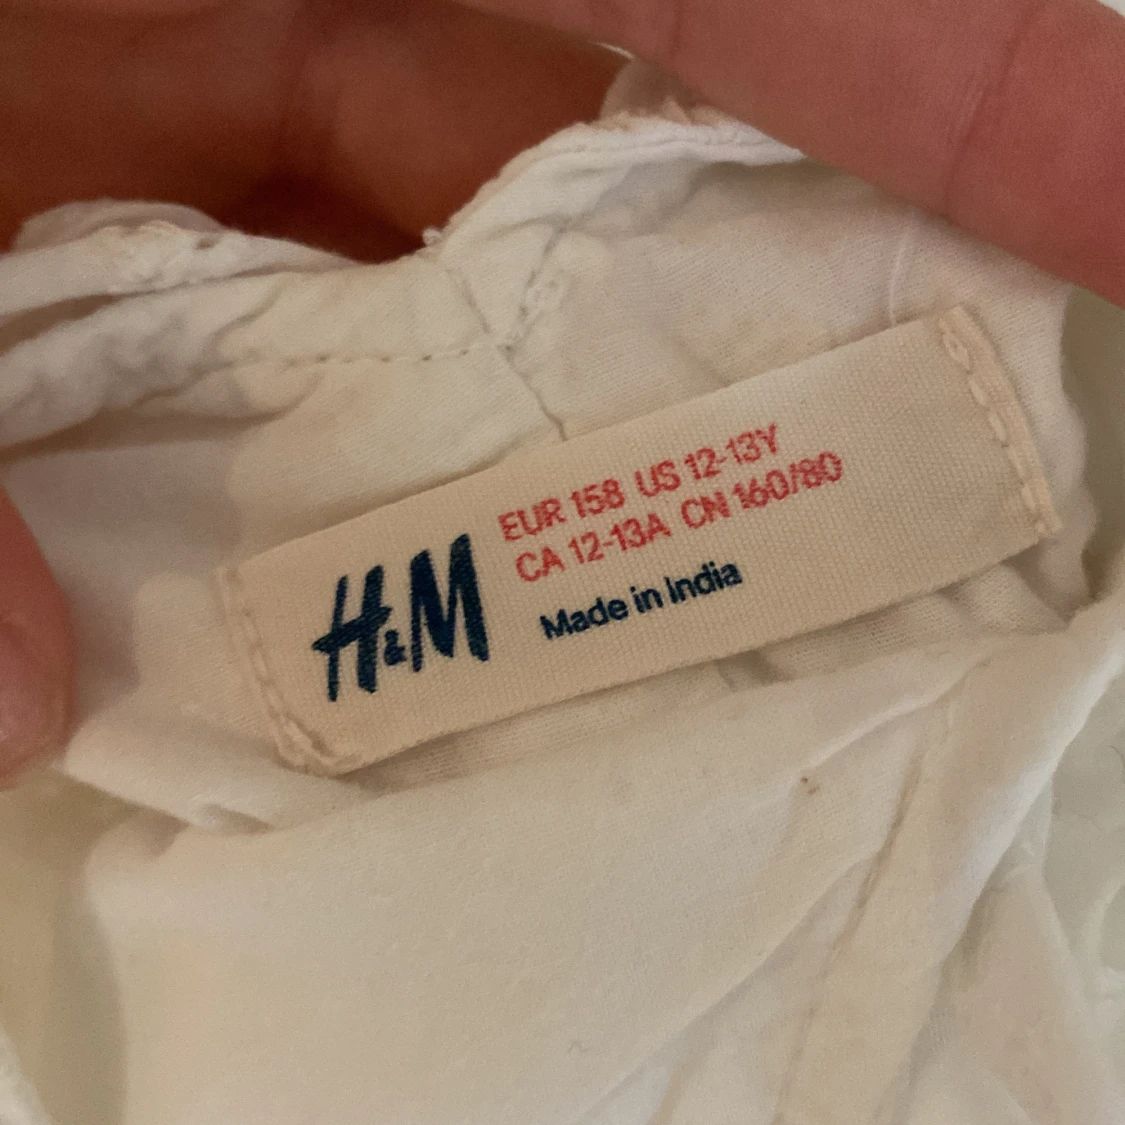 H&M
EUR 158 US 12-13Y
CA 12-13A CN 160/80
Made in India